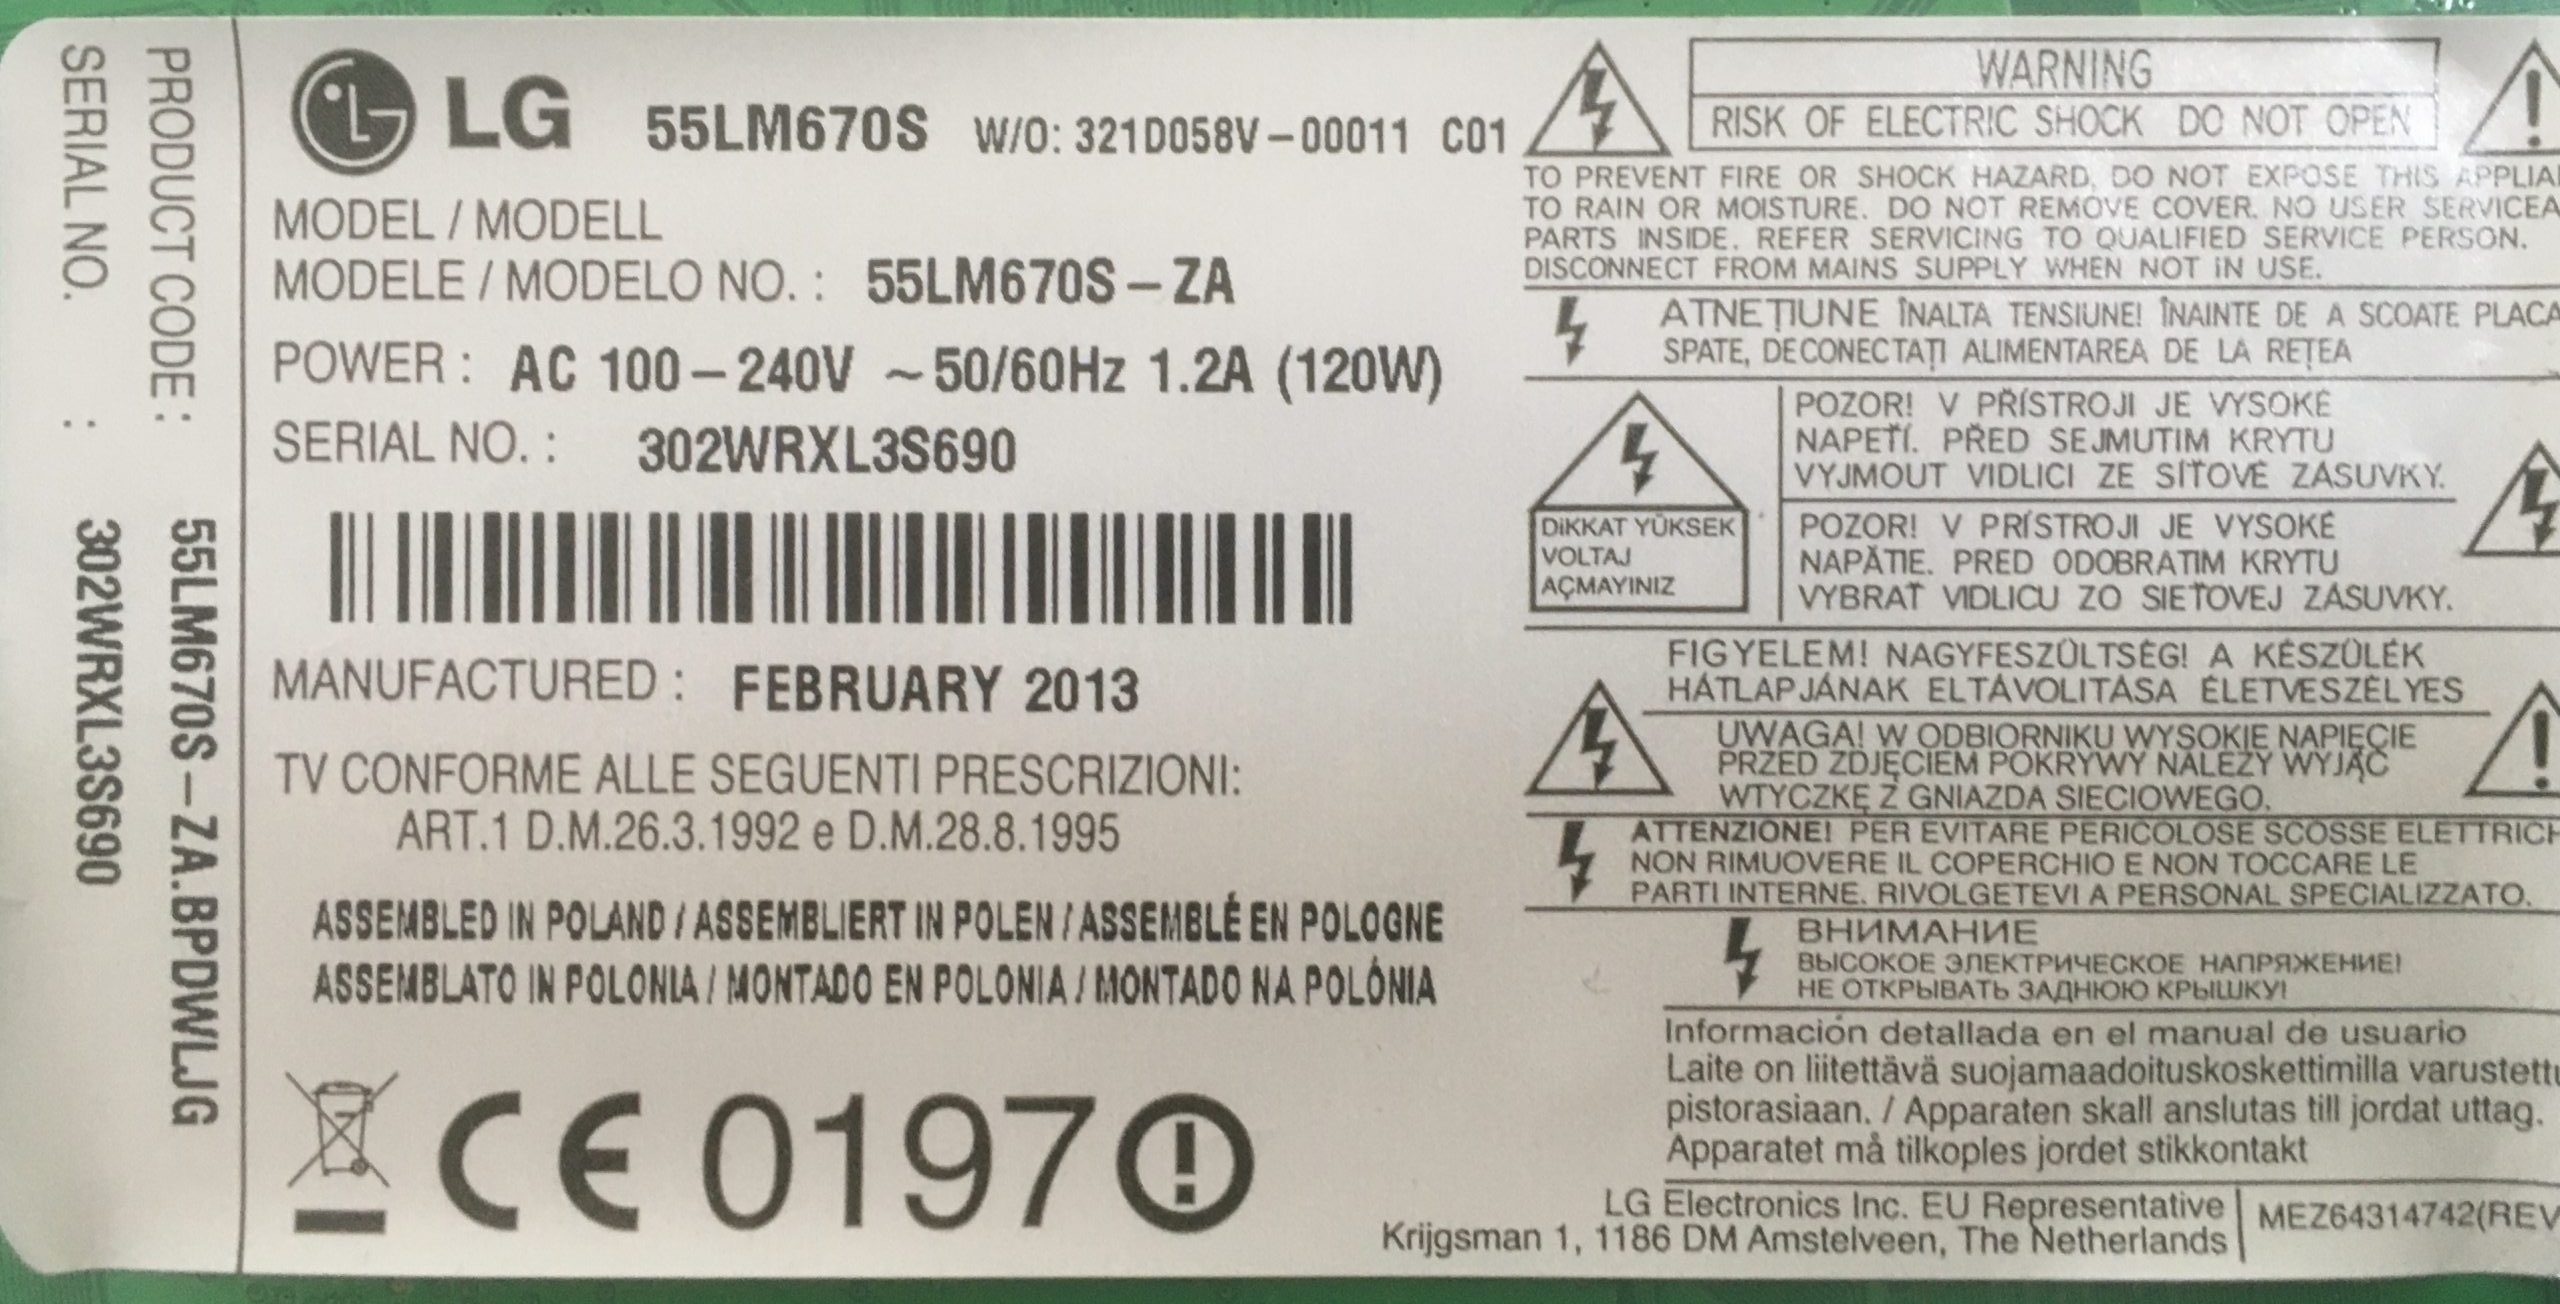 PRODUCT CODE : 55LM670S-ZA.BPDWLJG
SERIAL NO. : 302WRXL3S690
LG 55LM670S W/O: 321D058V-00011 C01
MODEL / MODELL
MODELE / MODELO NO. : 55LM670S-ZA
POWER : AC 100-240V ~50/60Hz 1.2A (120W)
SERIAL NO. : 302WRXL3S690
MANUFACTURED : FEBRUARY 2013
TV CONFORME ALLE SEGUENTI PRESCRIZIONI:
ART.1 D.M.26.3.1992 e D.M.28.8.1995
ASSEMBLED IN POLAND / ASSEMBLIERT IN POLEN / ASSEMBLÉ EN POLOGNE
ASSEMBLATO IN POLONIA / MONTADO EN POLONIA / MONTADO NA POLÓNIA
CE 0197
WARNING
RISK OF ELECTRIC SHOCK DO NOT OPEN
TO PREVENT FIRE OR SHOCK HAZARD, DO NOT EXPOSE THIS
TO RAIN OR MOISTURE. DO NOT REMOVE COVER. NO USER
PARTS INSIDE. REFER SERVICING TO QUALIFIED SERVICE PERSON.
DISCONNECT FROM MAINS SUPPLY WHEN NOT IN USE.
ATNEȚIUNE ÎNALTA TENSIUNE! ÎNAINTE DE A SCOATE PLACA
SPATE, DECONECTAȚI ALIMENTAREA DE LA REȚEA
DİKKAT YÜKSEK
VOLTAJ
AÇMAYINIZ
POZOR! V PŘÍSTROJI JE VYSOKÉ
NAPĚTÍ. PŘED SEJMUTIM KRYTU
VYJMOUT VIDLICI ZE SÍŤOVÉ ZÁSUVKY.
POZOR! V PRÍSTROJI JE VYSOKÉ
NAPÄTIE. PRED ODOBRATIM KRYTU
VYBRAŤ VIDLICU ZO SIEŤOVEJ ZÁSUVKY.
FIGYELEM! NAGYFESZÜLTSÉG! A KÉSZÜLÉK
HÁTLAPJÁNAK ELTÁVOLITÁSA ÉLETVESZÉLYES
UWAGA! W ODBIORNIKU WYSOKIE NAPIĘCIE
PRZED ZDJĘCIEM POKRYWY NALEŻY WYJĄĆ
WTYCZKĘ Z GNIAZDA SIECIOWEGO.
ATTENZIONE! PER EVITARE PERICOLOSE SCOSSE
NON RIMUOVERE IL COPERCHIO E NON TOCCARE LE
PARTI INTERNE. RIVOLGETEVI A PERSONAL SPECIALIZZATO.
ВНИМАНИЕ
ВЫСОКОЕ ЭЛЕКТРИЧЕСКОЕ НАПРЯЖЕНИЕ!
НЕ ОТКРЫВАТЬ ЗАДНЮЮ КРЫШКУ!
Información detallada en el manual de usuario
Laite on liitettävä suojamaadoituskoskettimilla
pistorasiaan. / Apparaten skall anslutas till jordat uttag.
Apparatet må tilkoples jordet stikkontakt
LG Electronics Inc. EU Representative
Krijgsman 1, 1186 DM Amstelveen, The Netherlands
MEZ64314742(REV